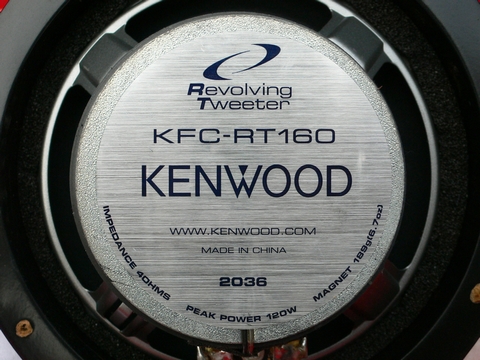 Revolving
Tweeter
KFC-RT160
KENWOOD
WWW.KENWOOD.COM
MADE IN CHINA
2036
IMPEDANCE 4OHMS
PEAK POWER 120W
MAGNET 189g(6.7oz)